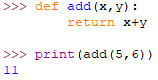 >>> def add(x,y):
        return x+y

>>> print(add(5,6))
11